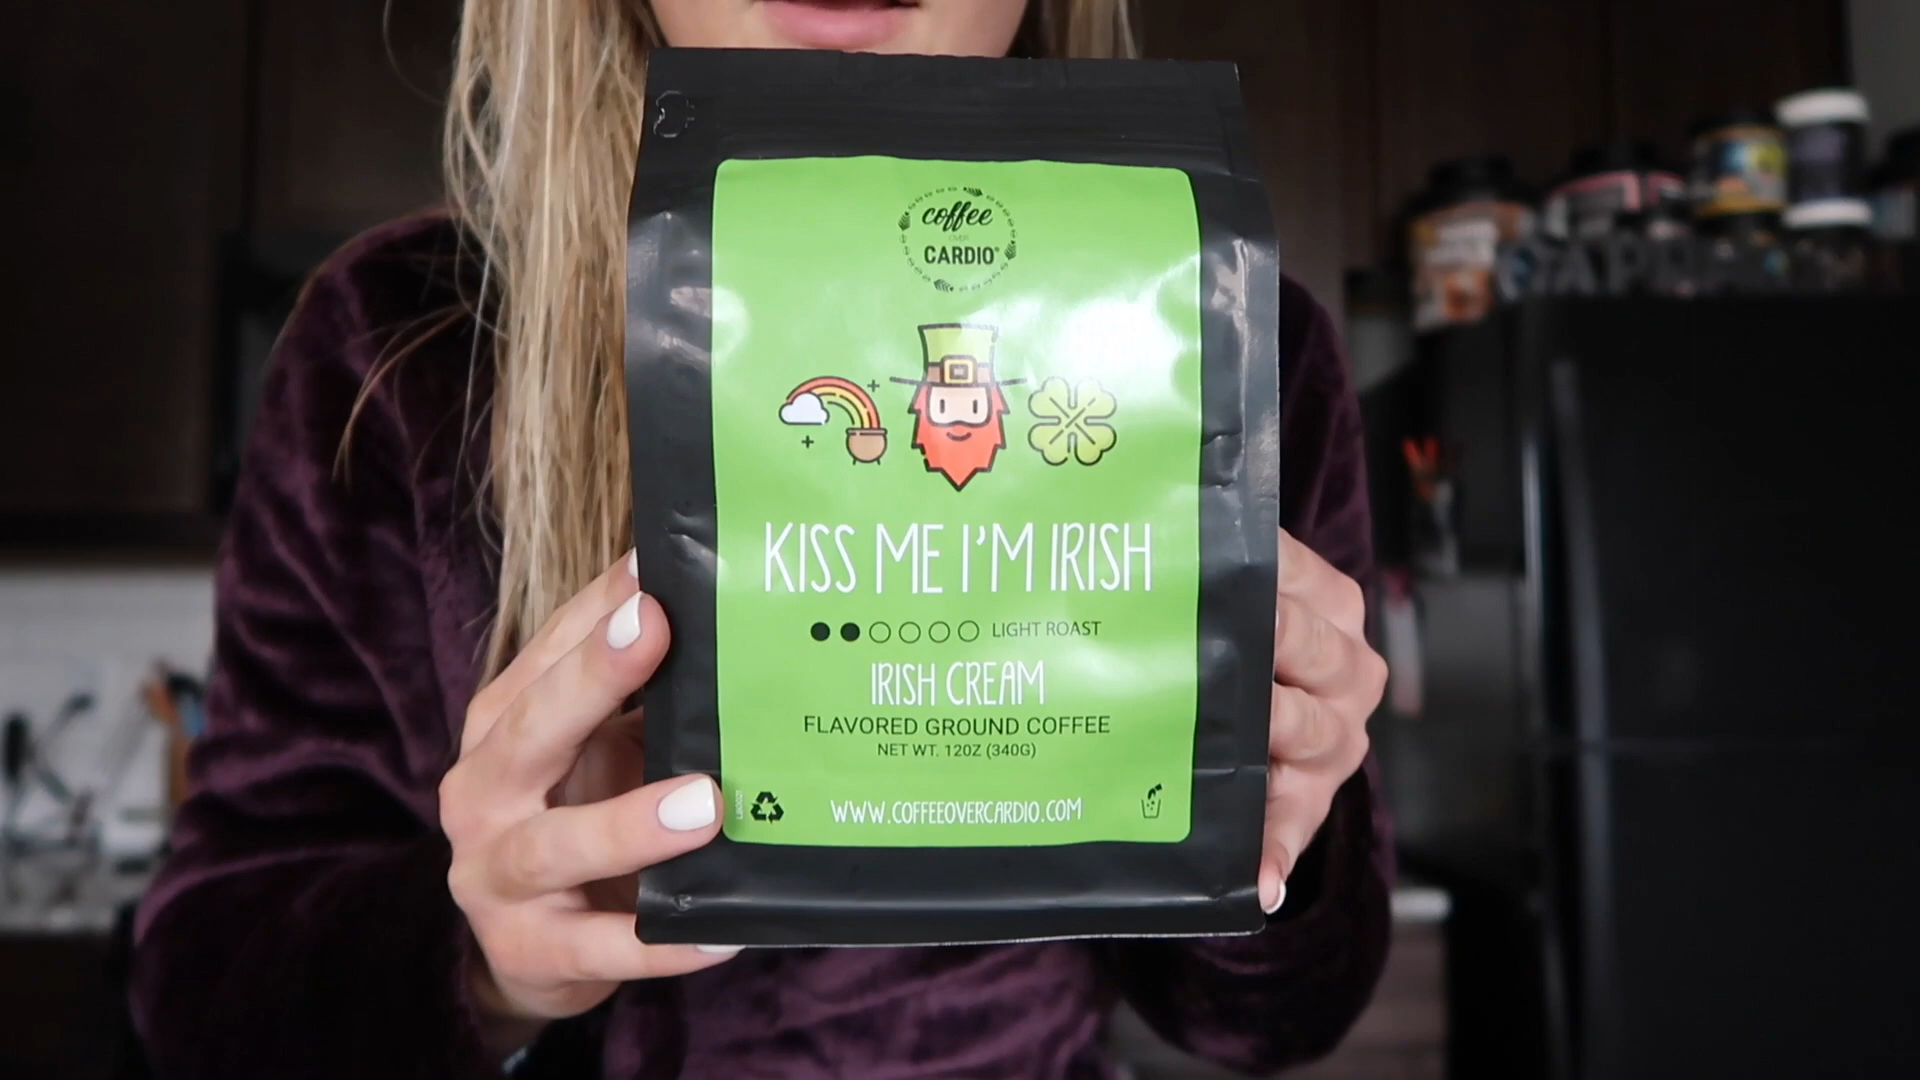 coffee
OVER
CARDIO®
KISS ME I'M IRISH
LIGHT ROAST
IRISH CREAM
FLAVORED GROUND COFFEE
NET WT. 12OZ (340G)
WWW.COFFEEOVERCARDIO.COM